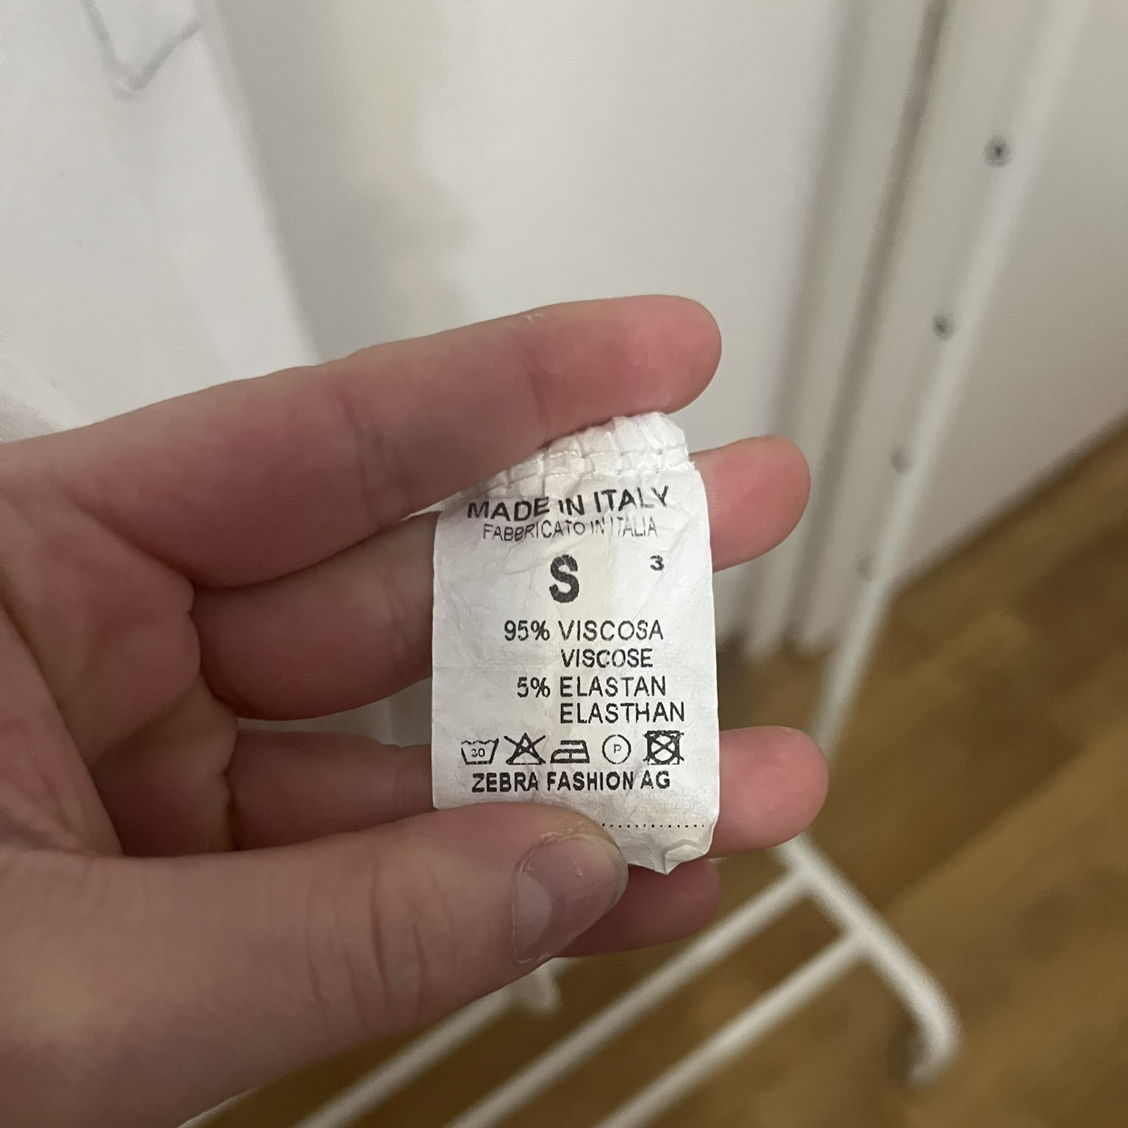 MADE IN ITALY
FABBRICATO IN ITALIA
S 3
95% VISCOSA
VISCOSE
5% ELASTAN
ELASTHAN
30 P
ZEBRA FASHION AG